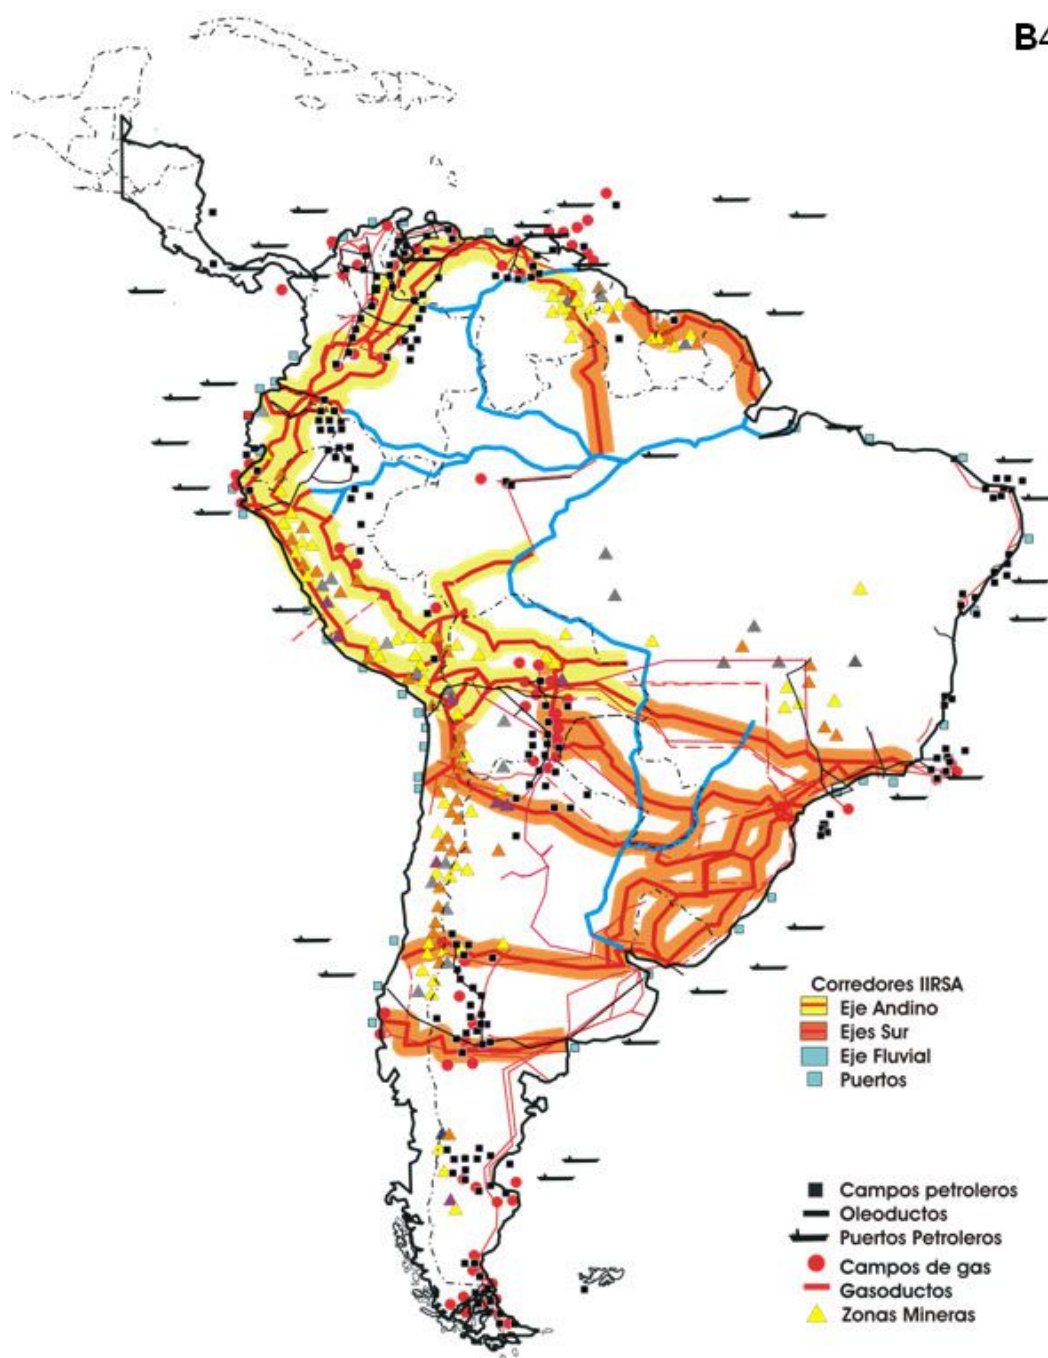 B4
Corredores IIRSA
Eje Andino
Ejes Sur
Eje Fluvial
Puertos
Campos petroleros
Oleoductos
Puertos Petroleros
Campos de gas
Gasoductos
Zonas Mineras